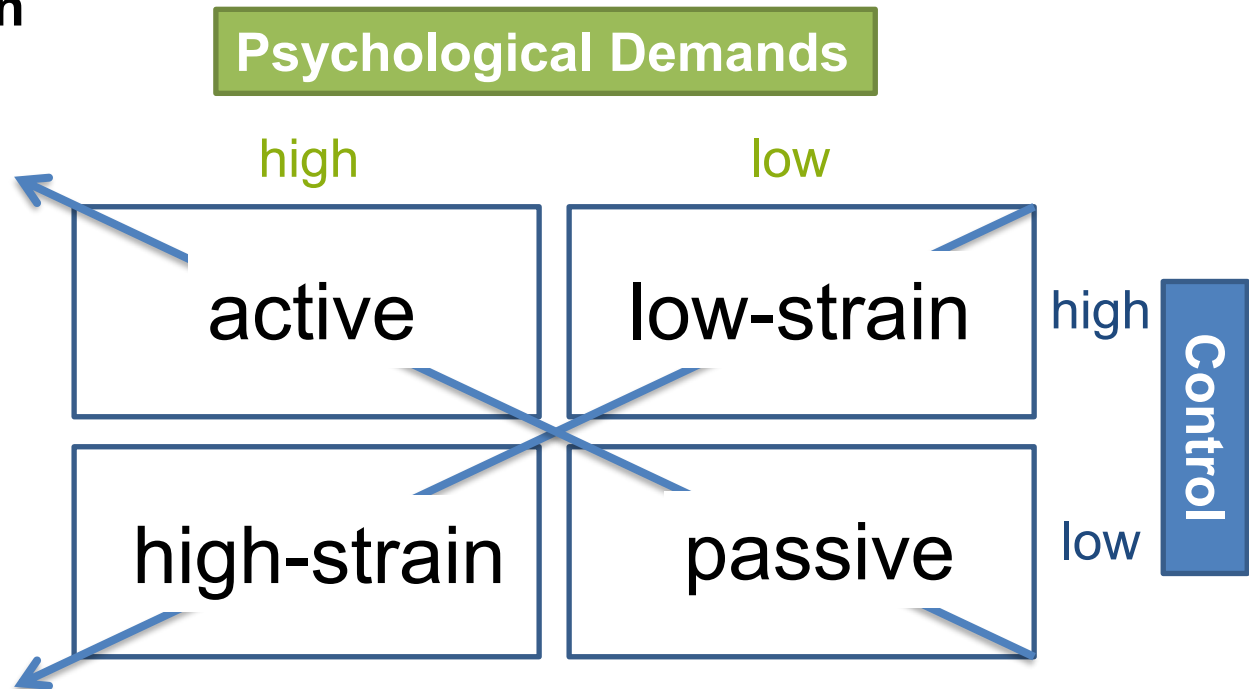 n
Psychological Demands
high low
active low-strain high
Control
high-strain passive low